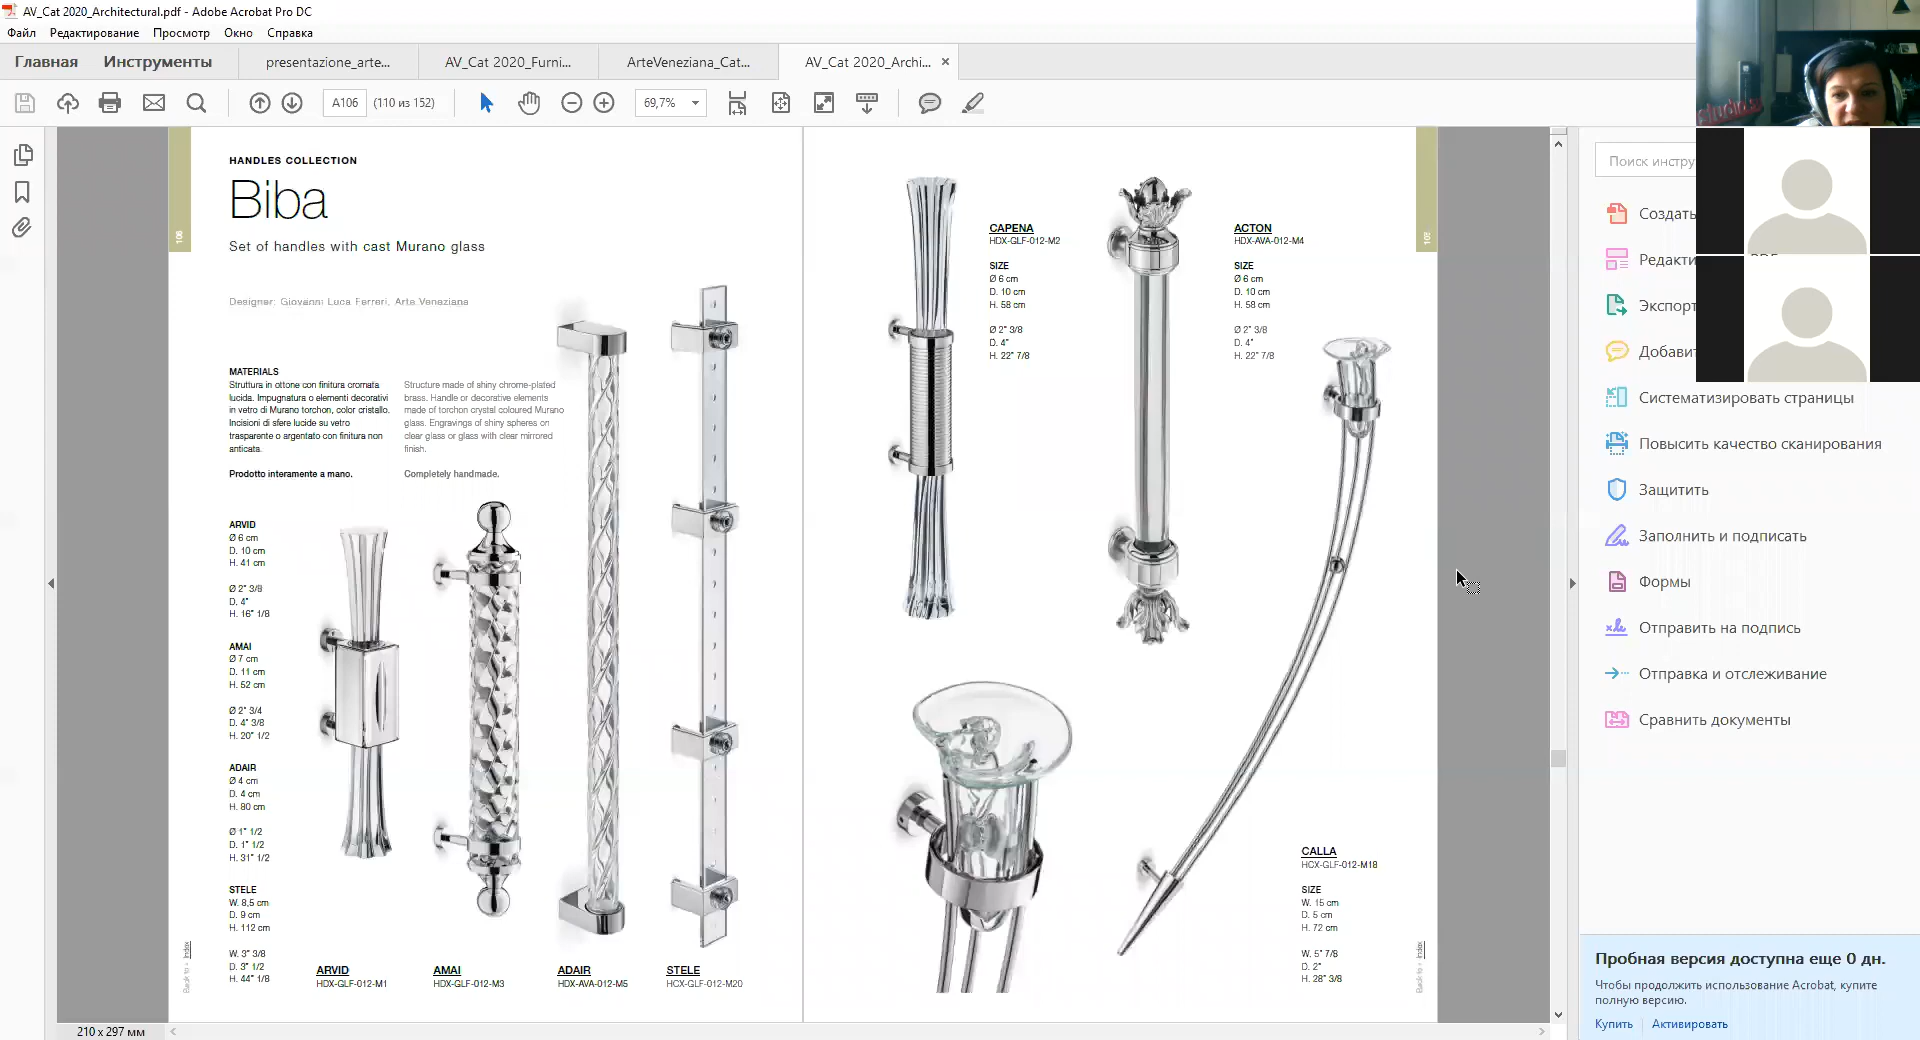 AV_Cat 2020_Architectural.pdf - Adobe Acrobat Pro DC
Файл Редактирование Просмотр Окно Справка
Главная Инструменты presentazione_arte... AV_Cat 2020_Furni... ArteVeneziana_Cat... AV_Cat 2020_Archi... ×
A106 (110 из 152) 69,7%
HANDLES COLLECTION
Biba
Set of handles with cast Murano glass
Designer: Giovanni Luca Ferreri, Arte Veneziana
MATERIALS
Struttura in ottone con finitura cromata
lucida. Impugnatura o elementi decorativi
in vetro di Murano torchon, color cristallo.
Incisioni di sfere lucide su vetro
trasparente o argentato con finitura non
anticata.
Prodotto interamente a mano.
Structure made of shiny chrome-plated
brass. Handle or decorative elements
made of torchon crystal coloured Murano
glass. Engravings of shiny spheres on
clear glass or glass with clear mirrored
finish.
Completely handmade.
ARVID
Ø 6 cm
D. 10 cm
H. 41 cm
Ø 2" 3/8
D. 4"
H. 16" 1/8
AMAI
Ø 7 cm
D. 11 cm
H. 52 cm
Ø 2" 3/4
D. 4" 3/8
H. 20" 1/2
ADAIR
Ø 4 cm
D. 4 cm
H. 80 cm
Ø 1" 1/2
D. 1" 1/2
H. 31" 1/2
STELE
W. 8,5 cm
D. 9 cm
H. 112 cm
W. 3" 3/8
D. 3" 1/2
H. 44" 1/8
Back to - Index
ARVID
HDX-GLF-012-M1
AMAI
HDX-GLF-012-M3
ADAIR
HDX-AVA-012-M5
STELE
HCX-GLF-012-M20
CAPENA
HDX-GLF-012-M2
SIZE
Ø 6 cm
D. 10 cm
H. 58 cm
Ø 2" 3/8
D. 4"
H. 22" 7/8
ACTON
HDX-AVA-012-M4
SIZE
Ø 6 cm
D. 10 cm
H. 58 cm
Ø 2" 3/8
D. 4"
H. 22" 7/8
CALLA
HCX-GLF-012-M18
SIZE
W. 15 cm
D. 5 cm
H. 72 cm
W. 5" 7/8
D. 2"
H. 28" 3/8
Back to - Index
Поиск инстру
Создать
Редакти
Экспорт
Добавит
Систематизировать страницы
Повысить качество сканирования
Защитить
Заполнить и подписать
Формы
Отправить на подпись
Отправка и отслеживание
Сравнить документы
Пробная версия доступна еще 0 дн.
Чтобы продолжить использование Acrobat, купите
полную версию.
Купить Активировать
210 x 297 мм